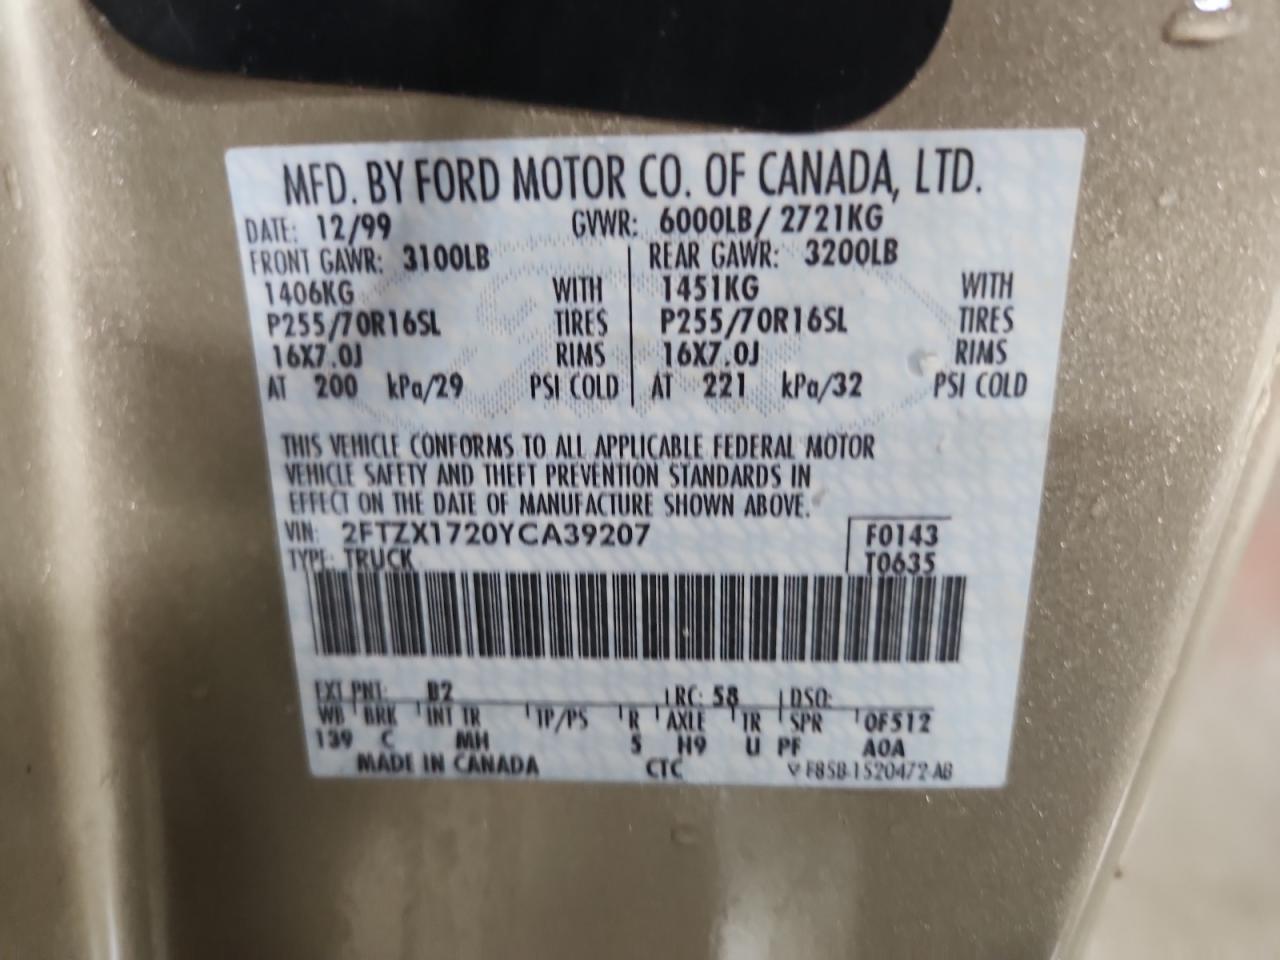 MFD. BY FORD MOTOR CO. OF CANADA, LTD.
DATE: 12/99 GVWR: 6000LB/ 2721KG
FRONT GAWR: 3100LB REAR GAWR: 3200LB
1406KG WITH 1451KG WITH
P255/70R16SL TIRES P255/70R16SL TIRES
16X7.0J RIMS 16X7.0J RIMS
AT 200 kPa/29 PSI COLD AT 221 kPa/32 PSI COLD
THIS VEHICLE CONFORMS TO ALL APPLICABLE FEDERAL MOTOR
VEHICLE SAFETY AND THEFT PREVENTION STANDARDS IN
EFFECT ON THE DATE OF MANUFACTURE SHOWN ABOVE.
VIN: 2FTZX1720YCA39207 F0143
TYPE: TRUCK T0635
EXT PNT: B2 RC: 58 DSO:
WB BRK INT TR TP/PS R AXLE TR SPR 0F512
139 C MH S H9 U PF A0A
MADE IN CANADA CTC F85B-1520472-AB